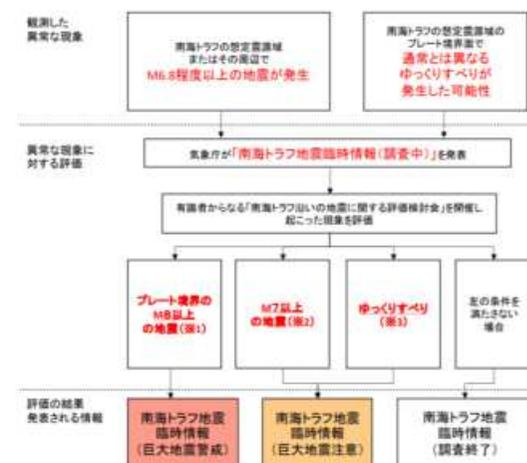 観測した
異常な現象
南海トラフの想定震源域
またはその周辺で
M6.8程度以上の地震が発生
南海トラフの想定震源域の
プレート境界面で
通常とは異なる
ゆっくりすべりが
発生した可能性
異常な現象に
対する評価
気象庁が「南海トラフ地震臨時情報(調査中)」を発表
有識者からなる「南海トラフ沿いの地震に関する評価検討会」を開催し
起こった現象を評価
プレート境界の
M8以上
の地震(※1)
M7以上
の地震(※2)
ゆっくりすべり
(※3)
左の条件を
満たさない
場合
評価の結果
発表される情報
南海トラフ地震
臨時情報
(巨大地震警戒)
南海トラフ地震
臨時情報
(巨大地震注意)
南海トラフ地震
臨時情報
(調査終了)